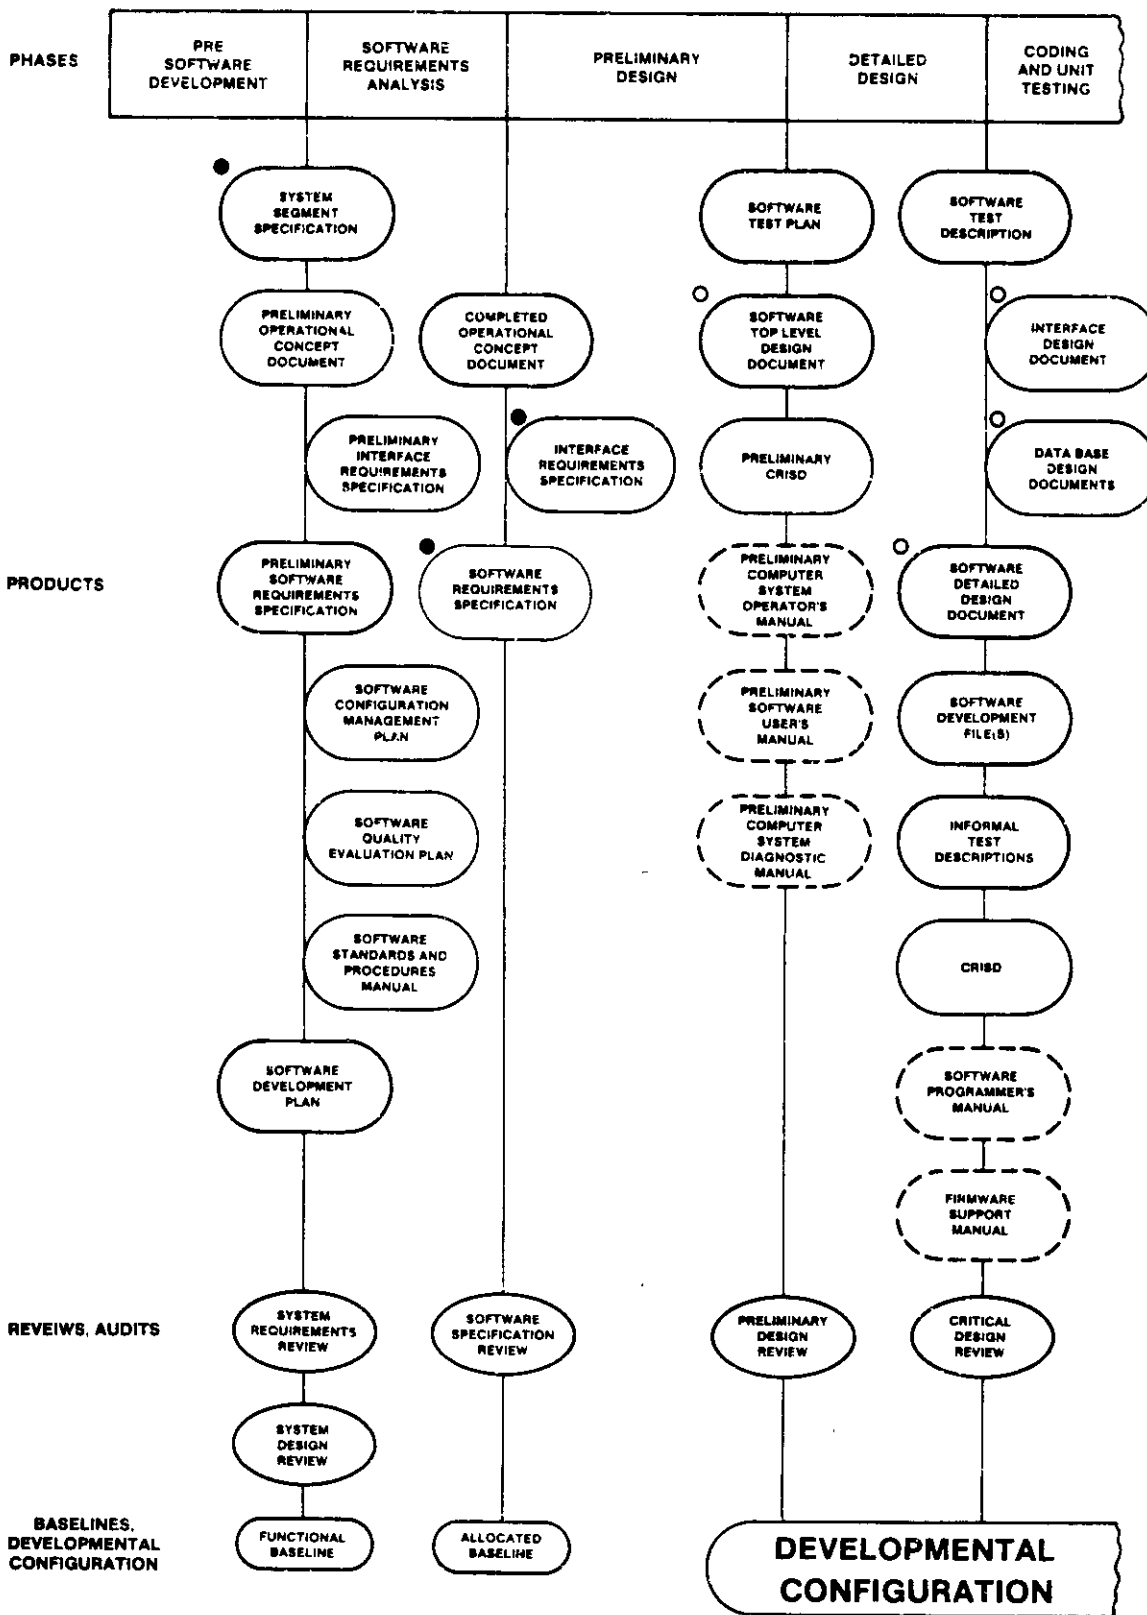 PHASES
PRE
SOFTWARE
DEVELOPMENT
SOFTWARE
REQUIREMENTS
ANALYSIS
PRELIMINARY
DESIGN
DETAILED
DESIGN
CODING
AND UNIT
TESTING
SYSTEM
SEGMENT
SPECIFICATION
SOFTWARE
TEST PLAN
SOFTWARE
TEST
DESCRIPTION
PRELIMINARY
OPERATIONAL
CONCEPT
DOCUMENT
COMPLETED
OPERATIONAL
CONCEPT
DOCUMENT
SOFTWARE
TOP LEVEL
DESIGN
DOCUMENT
INTERFACE
DESIGN
DOCUMENT
PRELIMINARY
INTERFACE
REQUIREMENTS
SPECIFICATION
INTERFACE
REQUIREMENTS
SPECIFICATION
PRELIMINARY
CRISD
DATA BASE
DESIGN
DOCUMENTS
PRODUCTS
PRELIMINARY
SOFTWARE
REQUIREMENTS
SPECIFICATION
SOFTWARE
REQUIREMENTS
SPECIFICATION
PRELIMINARY
COMPUTER
SYSTEM
OPERATOR'S
MANUAL
SOFTWARE
DETAILED
DESIGN
DOCUMENT
SOFTWARE
CONFIGURATION
MANAGEMENT
PLAN
PRELIMINARY
SOFTWARE
USER'S
MANUAL
SOFTWARE
DEVELOPMENT
FILE(S)
SOFTWARE
QUALITY
EVALUATION PLAN
PRELIMINARY
COMPUTER
SYSTEM
DIAGNOSTIC
MANUAL
INFORMAL
TEST
DESCRIPTIONS
SOFTWARE
STANDARDS AND
PROCEDURES
MANUAL
CRISD
SOFTWARE
DEVELOPMENT
PLAN
SOFTWARE
PROGRAMMER'S
MANUAL
FIRMWARE
SUPPORT
MANUAL
REVEIWS, AUDITS
SYSTEM
REQUIREMENTS
REVIEW
SOFTWARE
SPECIFICATION
REVIEW
PRELIMINARY
DESIGN
REVIEW
CRITICAL
DESIGN
REVIEW
SYSTEM
DESIGN
REVIEW
BASELINES,
DEVELOPMENTAL
CONFIGURATION
FUNCTIONAL
BASELINE
ALLOCATED
BASELINE
DEVELOPMENTAL
CONFIGURATION